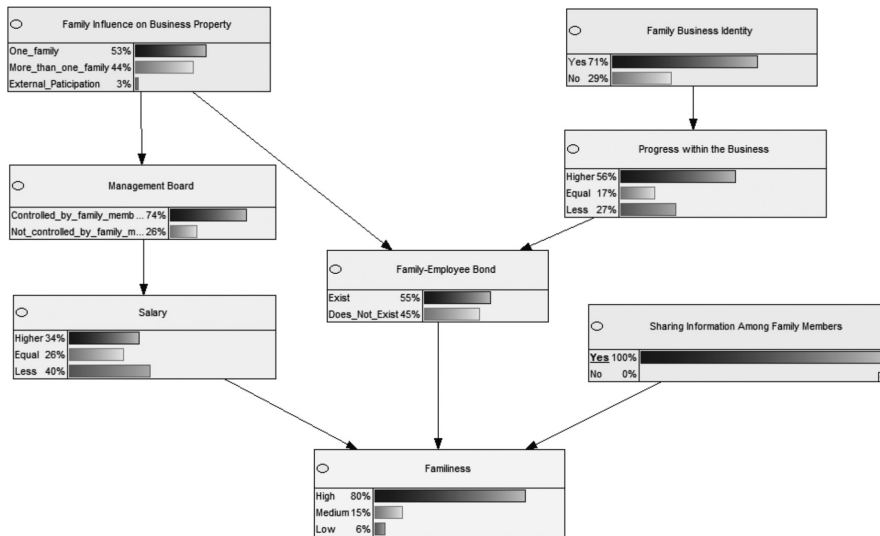 Family Influence on Business Property
One_family 53%
More_than_one_family 44%
External_Paticipation 3%
Family Business Identity
Yes 71%
No 29%
Management Board
Controlled_by_family_memb ... 74%
Not_controlled_by_family_m... 26%
Progress within the Business
Higher 56%
Equal 17%
Less 27%
Family-Employee Bond
Exist 55%
Does_Not_Exist 45%
Salary
Higher 34%
Equal 26%
Less 40%
Sharing Information Among Family Members
Yes 100%
No 0%
Familiness
High 80%
Medium 15%
Low 6%